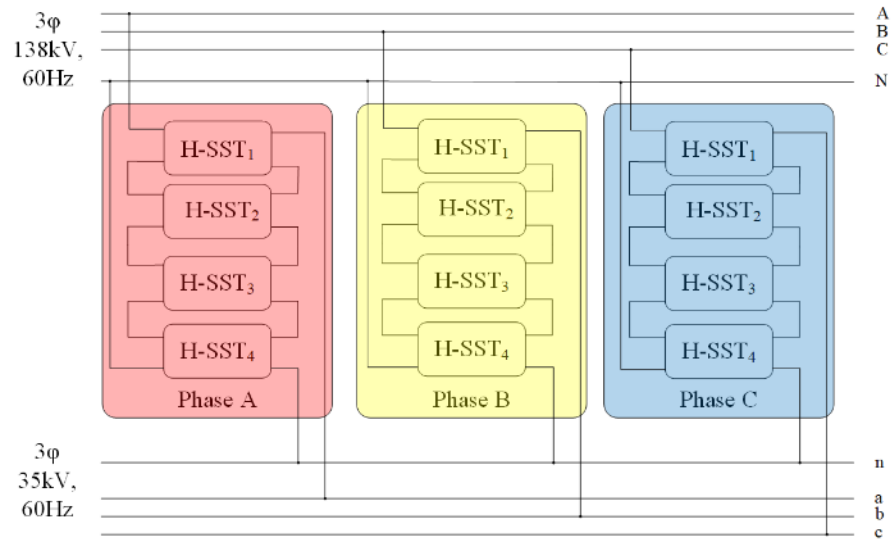 3φ
138kV,
60Hz
A
B
C
N
H-SST₁
H-SST₂
H-SST₃
H-SST₄
Phase A
H-SST₁
H-SST₂
H-SST₃
H-SST₄
Phase B
H-SST₁
H-SST₂
H-SST₃
H-SST₄
Phase C
3φ
35kV,
60Hz
n
a
b
c